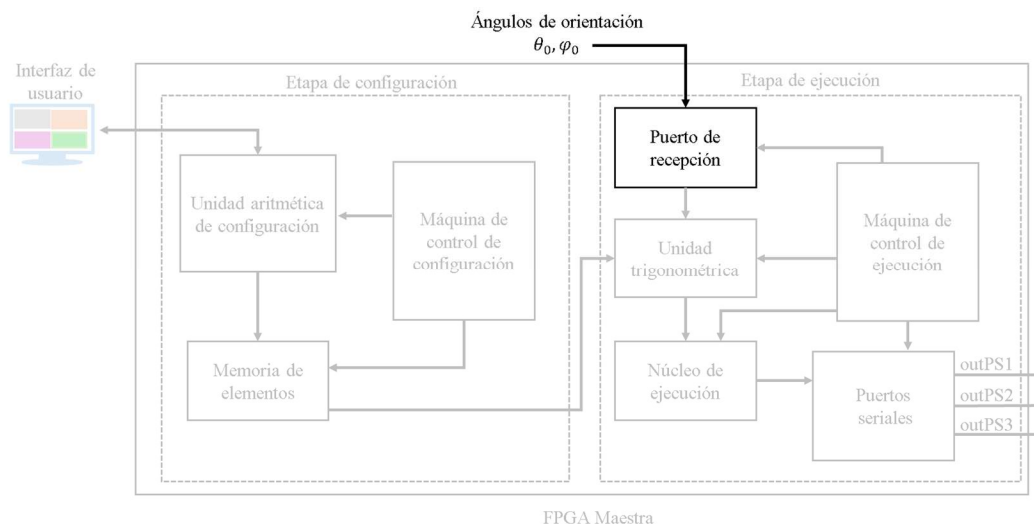 Ángulos de orientación
θ₀, φ₀
Interfaz de
usuario
Etapa de configuración
Etapa de ejecución
Puerto de
recepción
Unidad aritmética
de configuración
Máquina de
control de
configuración
Unidad
trigonométrica
Máquina de
control de
ejecución
Memoria de
elementos
Núcleo de
ejecución
Puertos
seriales
outPS1
outPS2
outPS3
FPGA Maestra